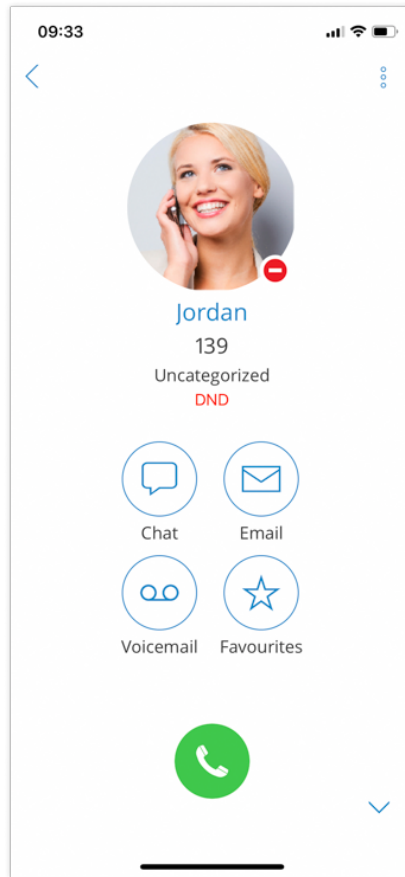 09:33
Jordan
139
Uncategorized
DND
Chat Email
Voicemail Favourites